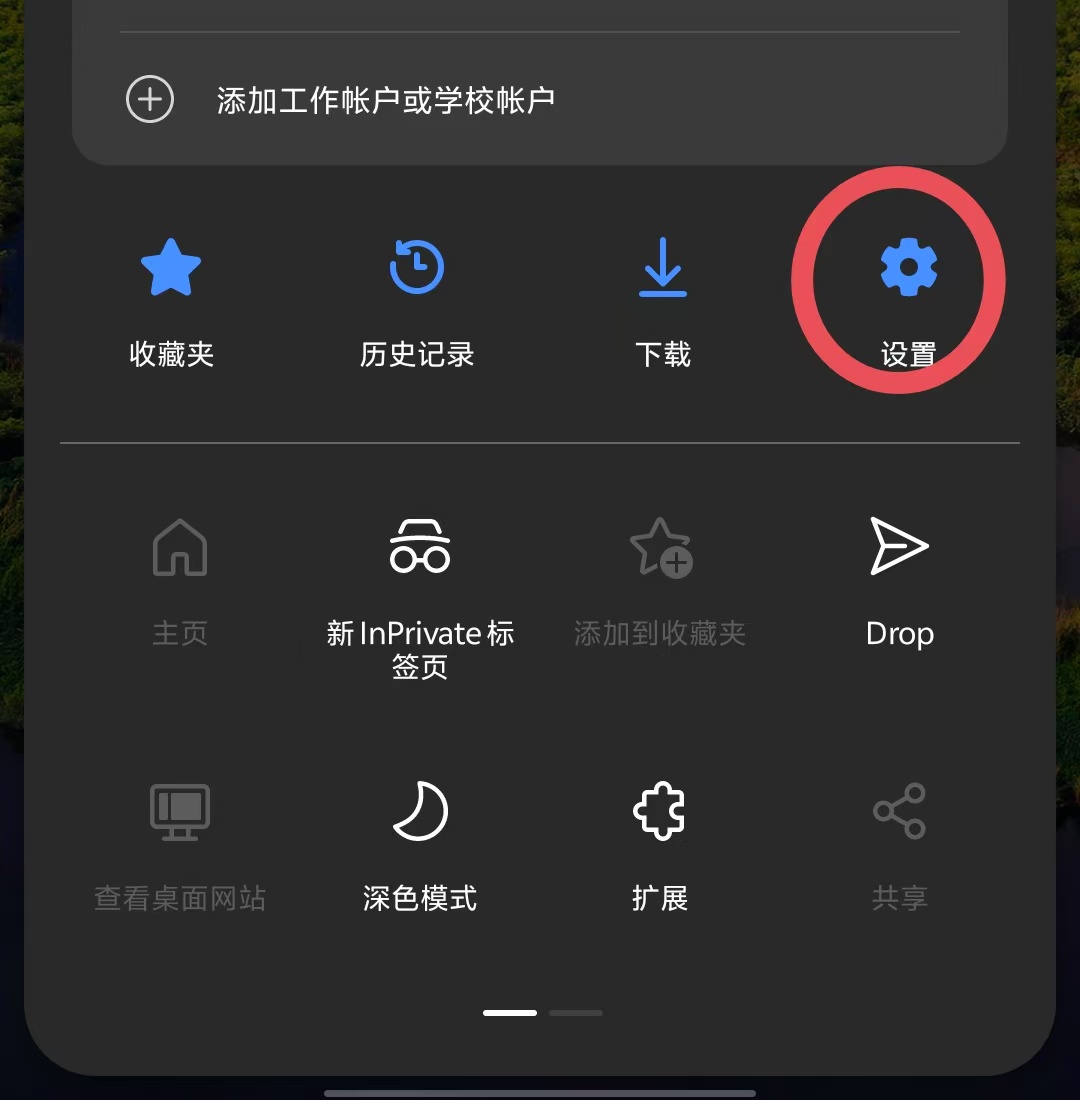 添加工作帐户或学校帐户
收藏夹 历史记录 下载 设置
主页 新 InPrivate 标 添加到收藏夹 Drop
签页
查看桌面网站 深色模式 扩展 共享